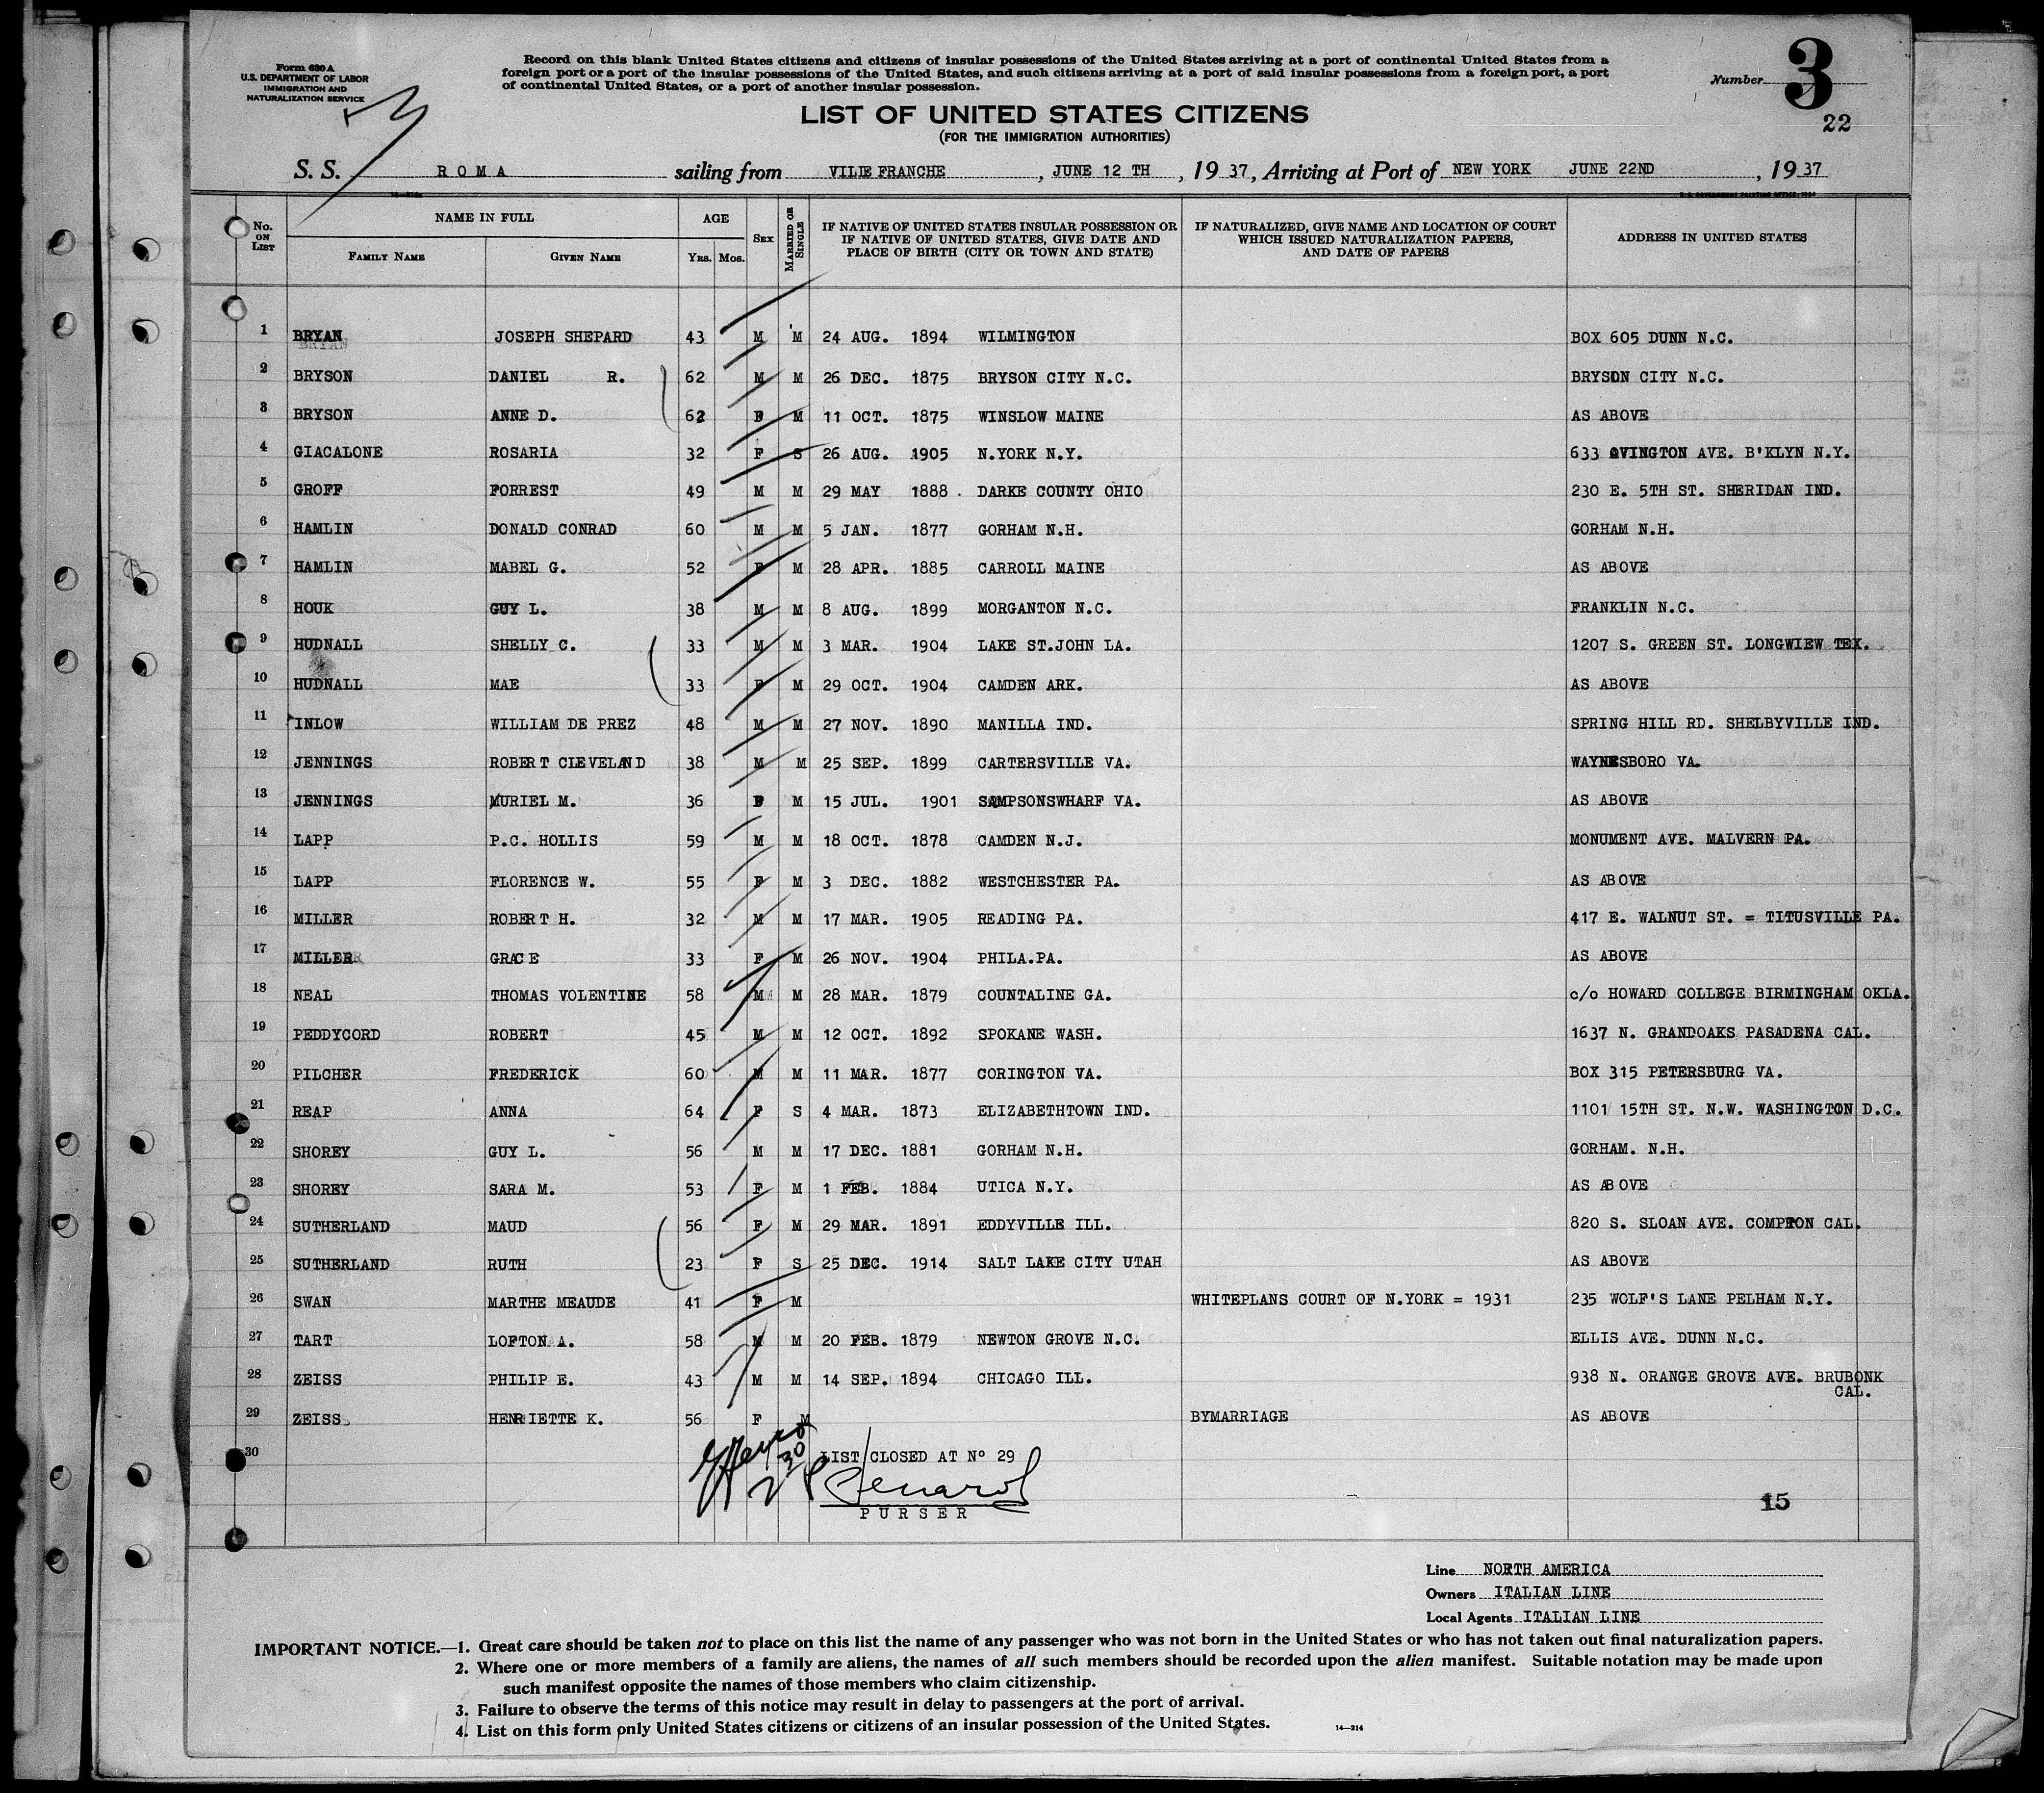 Form 630 A
U.S. DEPARTMENT OF LABOR
IMMIGRATION AND
NATURALIZATION SERVICE
Record on this blank United States citizens and citizens of insular possessions of the United States arriving at a port of continental United States from a
foreign port or a port of the insular possessions of the United States, and such citizens arriving at a port of said insular possessions from a foreign port, a port
of continental United States, or a port of another insular possession.
Number 3
22
LIST OF UNITED STATES CITIZENS
(FOR THE IMMIGRATION AUTHORITIES)
S. S. ROMA sailing from VILLE FRANCHE, JUNE 12 TH, 19 37, Arriving at Port of NEW YORK JUNE 22ND, 19 37
No. ON LIST NAME IN FULL FAMILY NAME GIVEN NAME AGE YRS. MOS. SEX MARRIED OR SINGLE IF NATIVE OF UNITED STATES INSULAR POSSESSION OR IF NATIVE OF UNITED STATES, GIVE DATE AND PLACE OF BIRTH (CITY OR TOWN AND STATE) IF NATURALIZED, GIVE NAME AND LOCATION OF COURT WHICH ISSUED NATURALIZATION PAPERS, AND DATE OF PAPERS ADDRESS IN UNITED STATES
1 BRYAN JOSEPH SHEPARD 43 M M 24 AUG. 1894 WILMINGTON BOX 605 DUNN N.C.
2 BRYSON DANIEL R. 62 M M 26 DEC. 1875 BRYSON CITY N.C. BRYSON CITY N.C.
3 BRYSON ANNE D. 62 F M 11 OCT. 1875 WINSLOW MAINE AS ABOVE
4 GIACALONE ROSARIA 32 F S 26 AUG. 1905 N.YORK N.Y. 633 OVINGTON AVE. B'KLYN N.Y.
5 GROFF FORREST 49 M M 29 MAY 1888. DARKE COUNTY OHIO 230 E. 5TH ST. SHERIDAN IND.
6 HAMLIN DONALD CONRAD 60 M M 5 JAN. 1877 GORHAM N.H. GORHAM N.H.
7 HAMLIN MABEL G. 52 F M 28 APR. 1885 CARROLL MAINE AS ABOVE
8 HOUK GUY L. 38 M M 8 AUG. 1899 MORGANTON N.C. FRANKLIN N.C.
9 HUDNALL SHELLY C. 33 M M 3 MAR. 1904 LAKE ST.JOHN LA. 1207 S. GREEN ST. LONGWIEW TEX.
10 HUDNALL MAE 33 F M 29 OCT. 1904 CAMDEN ARK. AS ABOVE
11 INLOW WILLIAM DE PREZ 48 M M 27 NOV. 1890 MANILLA IND. SPRING HILL RD. SHELBYVILLE IND.
12 JENNINGS ROBERT CLEVELAND 38 M M 25 SEP. 1899 CARTERSVILLE VA. WAYNESBORO VA.
13 JENNINGS MURIEL M. 36 F M 15 JUL. 1901 SAMPSONSWHARF VA. AS ABOVE
14 LAPP P.C. HOLLIS 59 M M 18 OCT. 1878 CAMDEN N.J. MONUMENT AVE. MALVERN PA.
15 LAPP FLORENCE W. 55 F M 3 DEC. 1882 WESTCHESTER PA. AS ABOVE
16 MILLER ROBERT H. 32 M M 17 MAR. 1905 READING PA. 417 E. WALNUT ST. = TITUSVILLE PA.
17 MILLER GRACE 33 F M 26 NOV. 1904 PHILA.PA. AS ABOVE
18 NEAL THOMAS VOLENTINE 58 M M 28 MAR. 1879 COUNTALINE GA. c/o HOWARD COLLEGE BIRMINGHAM OKLA.
19 PEDDYCORD ROBERT 45 M M 12 OCT. 1892 SPOKANE WASH. 1637 N. GRANDOAKS PASADENA CAL.
20 PILCHER FREDERICK 60 M M 11 MAR. 1877 CORINGTON VA. BOX 315 PETERSBURG VA.
21 REAP ANNA 64 F S 4 MAR. 1873 ELIZABETHTOWN IND. 1101 15TH ST. N.W. WASHINGTON D.C.
22 SHOREY GUY L. 56 M M 17 DEC. 1881 GORHAM N.H. GORHAM. N.H.
23 SHOREY SARA M. 53 F M 1 FEB. 1884 UTICA N.Y. AS ABOVE
24 SUTHERLAND MAUD 56 F M 29 MAR. 1891 EDDYVILLE ILL. 820 S. SLOAN AVE. COMPTON CAL.
25 SUTHERLAND RUTH 23 F S 25 DEC. 1914 SALT LAKE CITY UTAH AS ABOVE
26 SWAN MARTHE MEAUDE 41 F M WHITEPLANS COURT OF N.YORK = 1931 235 WOLF'S LANE PELHAM N.Y.
27 TART LOFTON A. 58 M M 20 FEB. 1879 NEWTON GROVE N.C. ELLIS AVE. DUNN N.C.
28 ZEISS PHILIP E. 43 M M 14 SEP. 1894 CHICAGO ILL. 938 N. ORANGE GROVE AVE. BRUBONK CAL.
29 ZEISS HENRIETTE K. 56 F M BYMARRIAGE AS ABOVE
30 LIST CLOSED AT Nº 29
PURSER
15
Line NORTH AMERICA
Owners ITALIAN LINE
Local Agents ITALIAN LINE
IMPORTANT NOTICE.—1. Great care should be taken not to place on this list the name of any passenger who was not born in the United States or who has not taken out final naturalization papers.
2. Where one or more members of a family are aliens, the names of all such members should be recorded upon the alien manifest. Suitable notation may be made upon
such manifest opposite the names of those members who claim citizenship.
3. Failure to observe the terms of this notice may result in delay to passengers at the port of arrival.
4. List on this form only United States citizens or citizens of an insular possession of the United States.
14—214